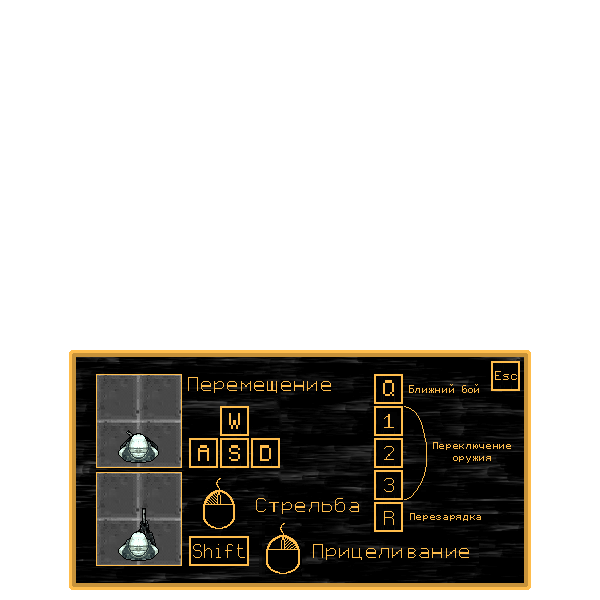 Esc
Перемещение
W
A S D
Стрельба
Shift
Прицеливание
Q
Ближний бой
1
2
3
Переключение
оружия
R
Перезарядка